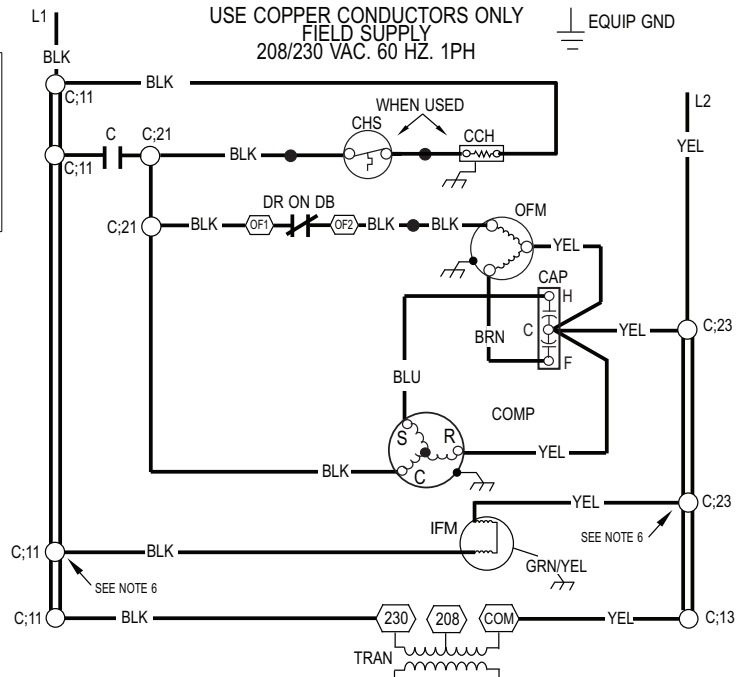 L1
USE COPPER CONDUCTORS ONLY
FIELD SUPPLY
208/230 VAC. 60 HZ. 1PH
EQUIP GND
BLK
BLK
C;11
L2
WHEN USED
CHS
CCH
C
C;21
C;11
BLK
YEL
DR ON DB
OFM
C;21
BLK
OF1
OF2
BLK
BLK
YEL
CAP
H
C
BRN
YEL
C;23
F
BLU
COMP
S
R
C
YEL
BLK
YEL
C;23
IFM
SEE NOTE 6
C;11
BLK
GRN/YEL
SEE NOTE 6
C;11
BLK
230
208
COM
YEL
C;13
TRAN